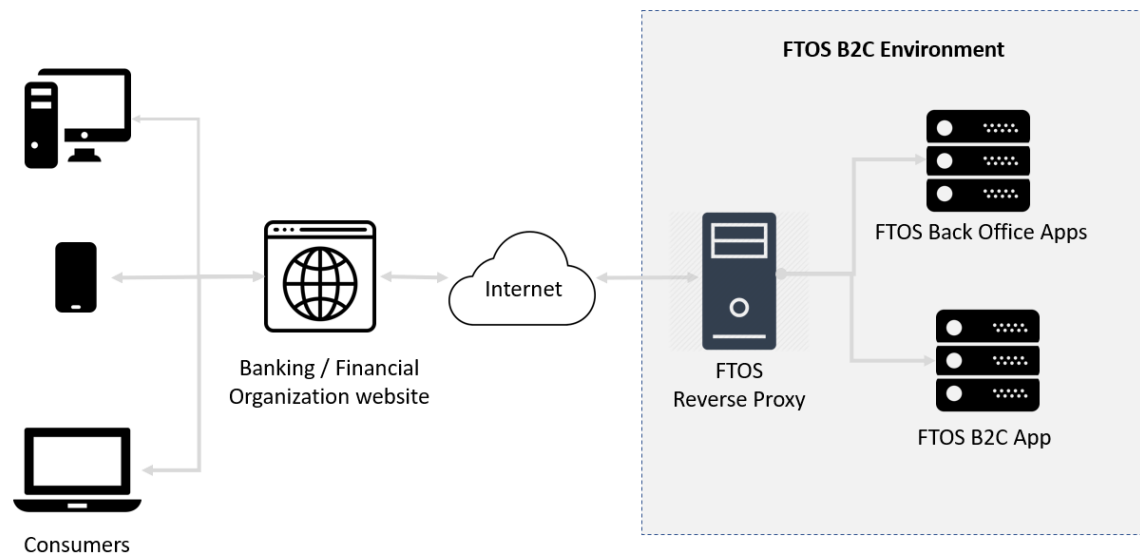 FTOS B2C Environment
FTOS Back Office Apps
Internet
Banking / Financial
Organization website
FTOS
Reverse Proxy
FTOS B2C App
Consumers